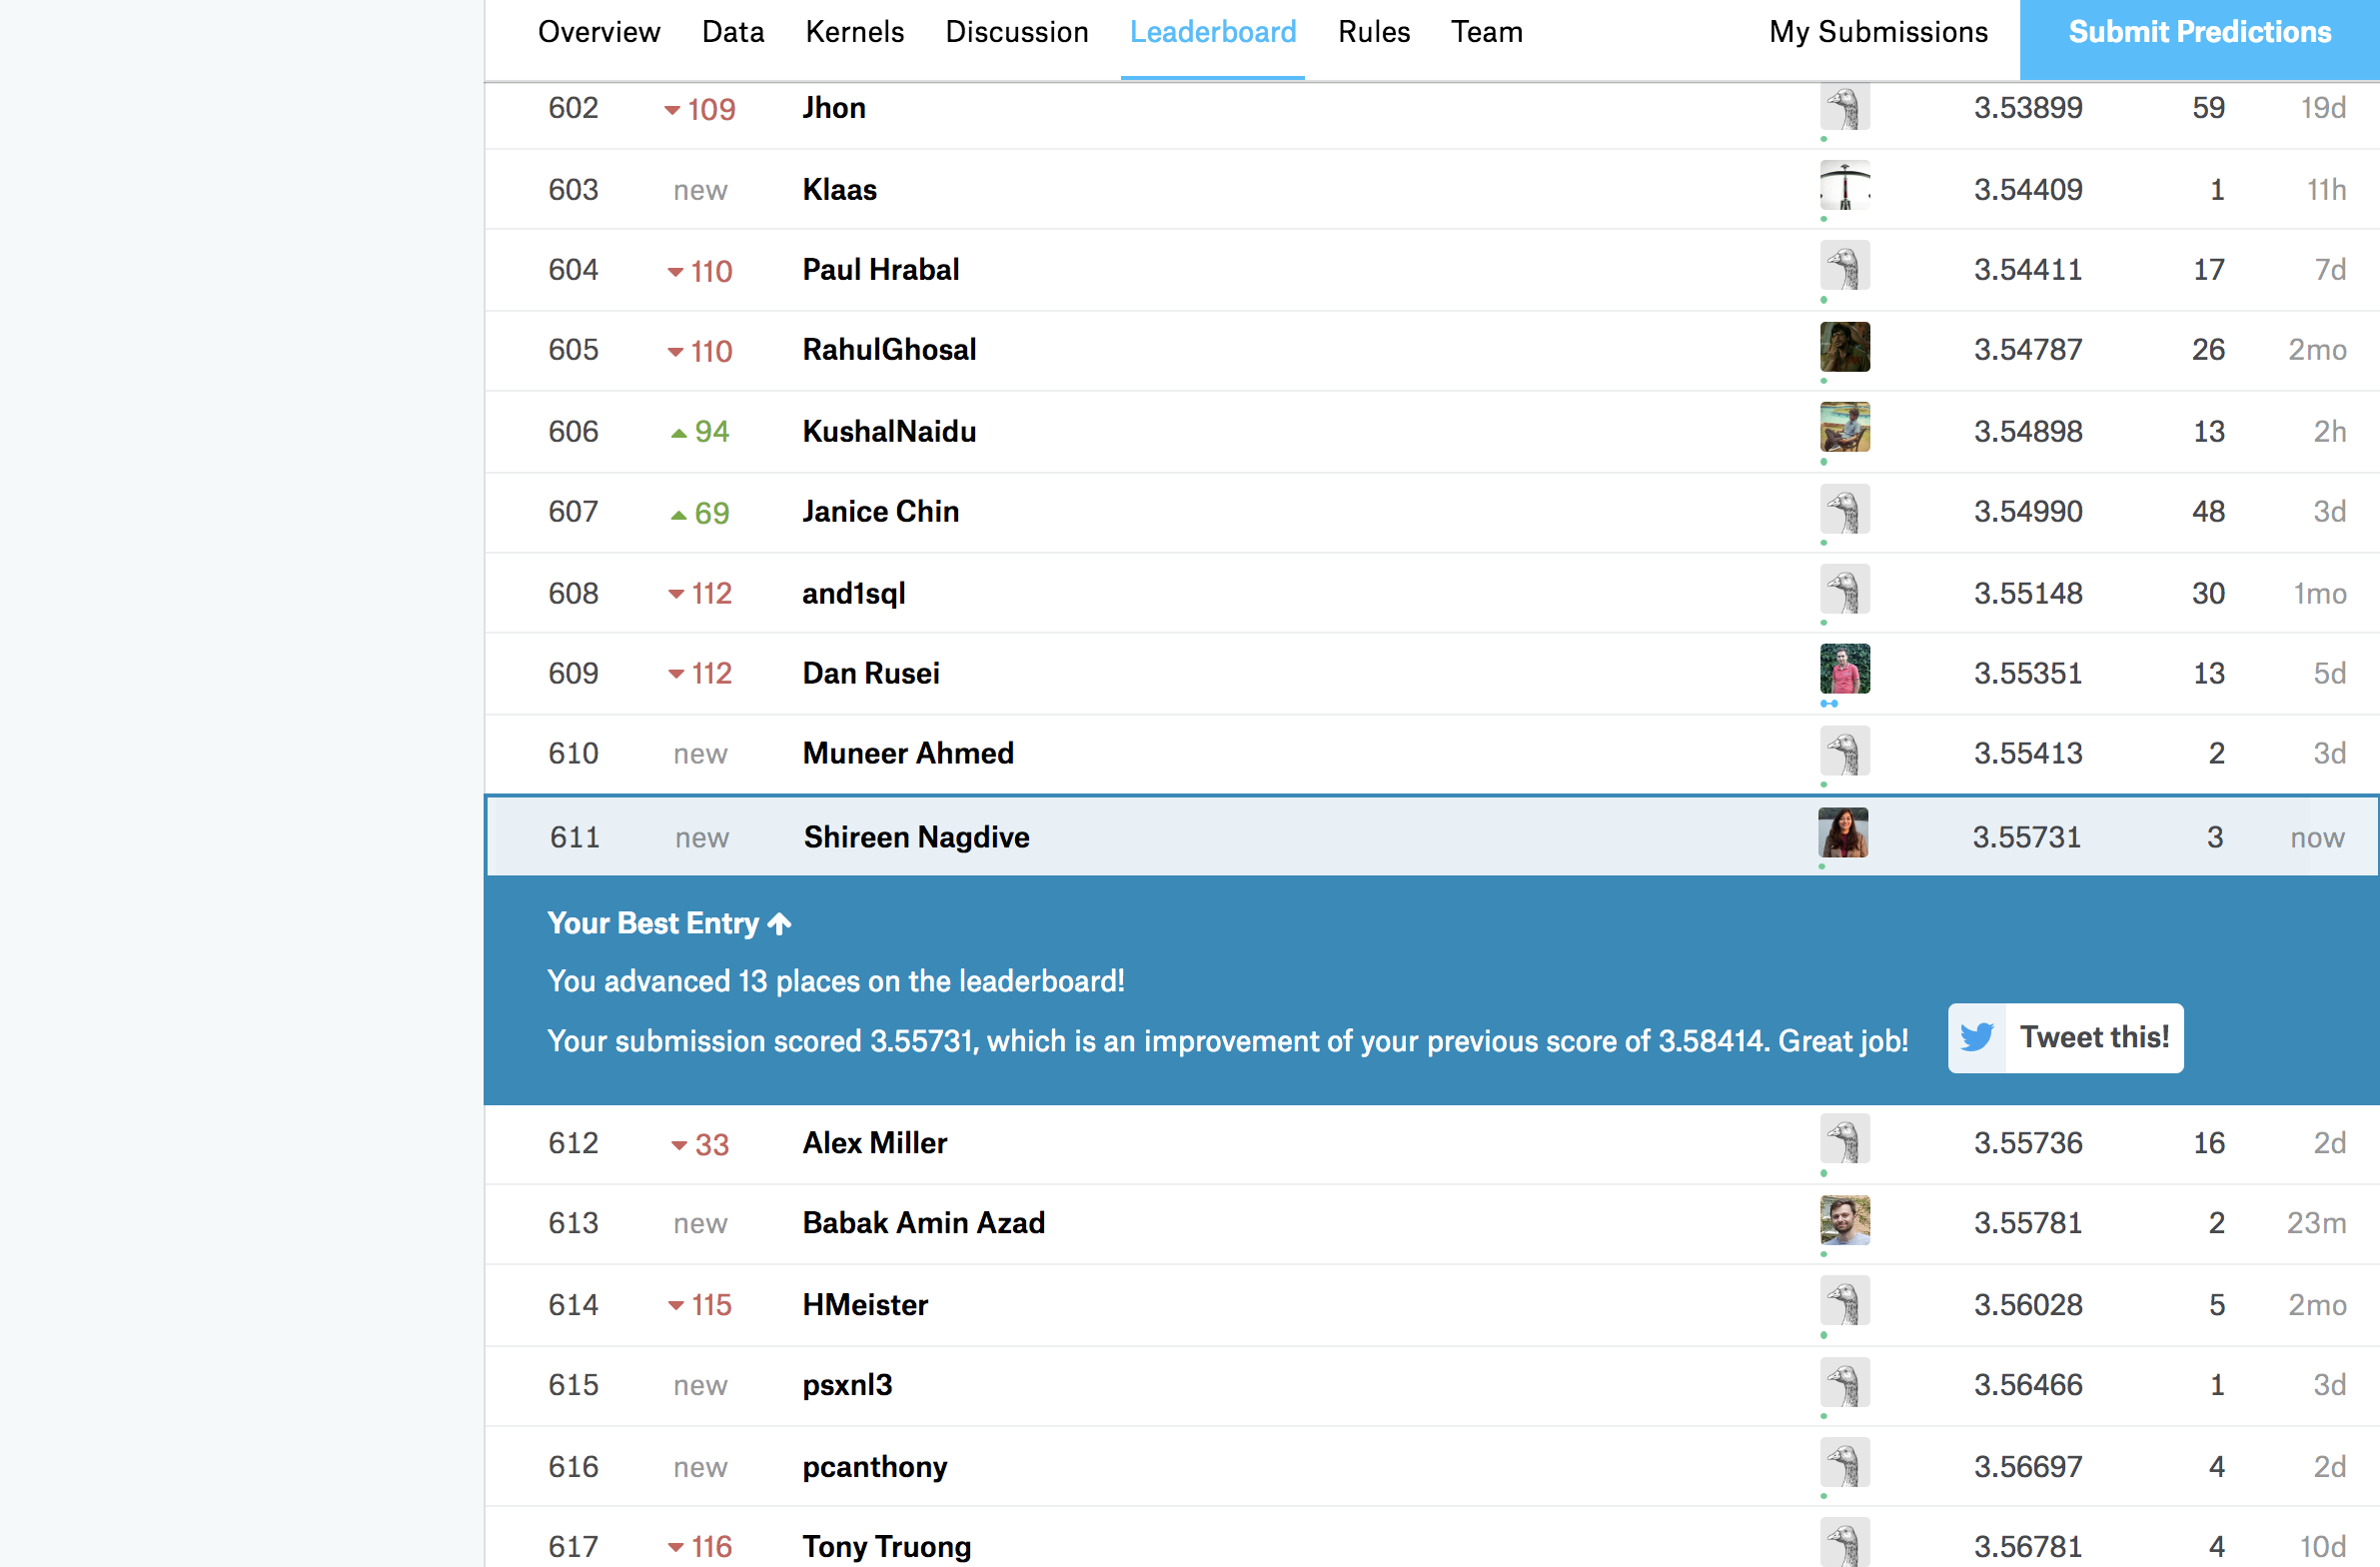 Overview Data Kernels Discussion Leaderboard Rules Team My Submissions Submit Predictions
602 109 Jhon 3.53899 59 19d
603 new Klaas 3.54409 1 11h
604 110 Paul Hrabal 3.54411 17 7d
605 110 RahulGhosal 3.54787 26 2mo
606 94 KushalNaidu 3.54898 13 2h
607 69 Janice Chin 3.54990 48 3d
608 112 and1sql 3.55148 30 1mo
609 112 Dan Rusei 3.55351 13 5d
610 new Muneer Ahmed 3.55413 2 3d
611 new Shireen Nagdive 3.55731 3 now
Your Best Entry
You advanced 13 places on the leaderboard!
Your submission scored 3.55731, which is an improvement of your previous score of 3.58414. Great job! Tweet this!
612 33 Alex Miller 3.55736 16 2d
613 new Babak Amin Azad 3.55781 2 23m
614 115 HMeister 3.56028 5 2mo
615 new psxnl3 3.56466 1 3d
616 new pcanthony 3.56697 4 2d
617 116 Tony Truong 3.56781 4 10d